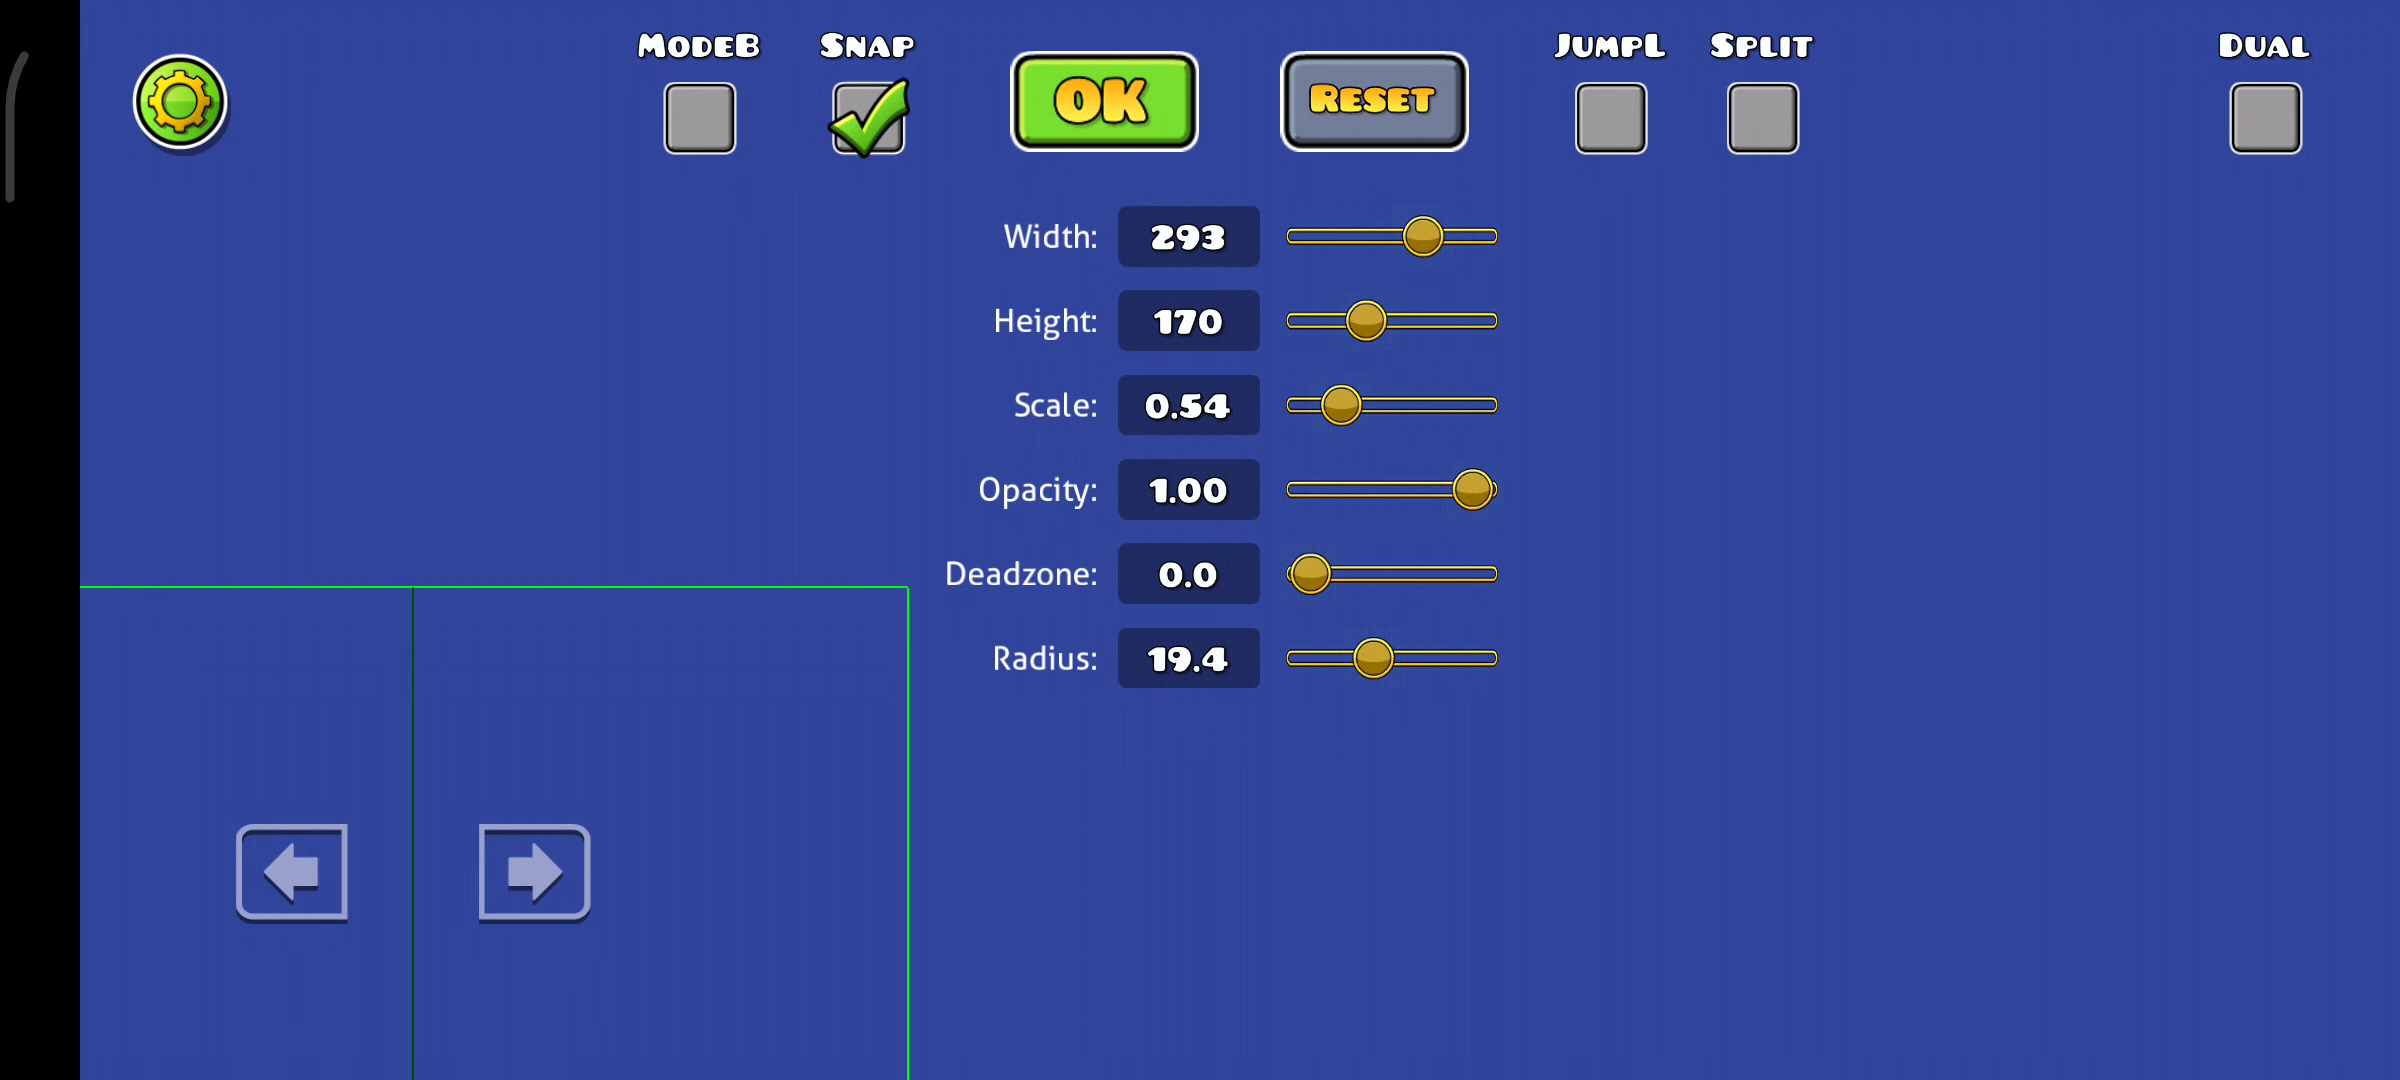 ModeB Snap OK Reset JumpL Split Dual
Width: 293
Height: 170
Scale: 0.54
Opacity: 1.00
Deadzone: 0.0
Radius: 19.4